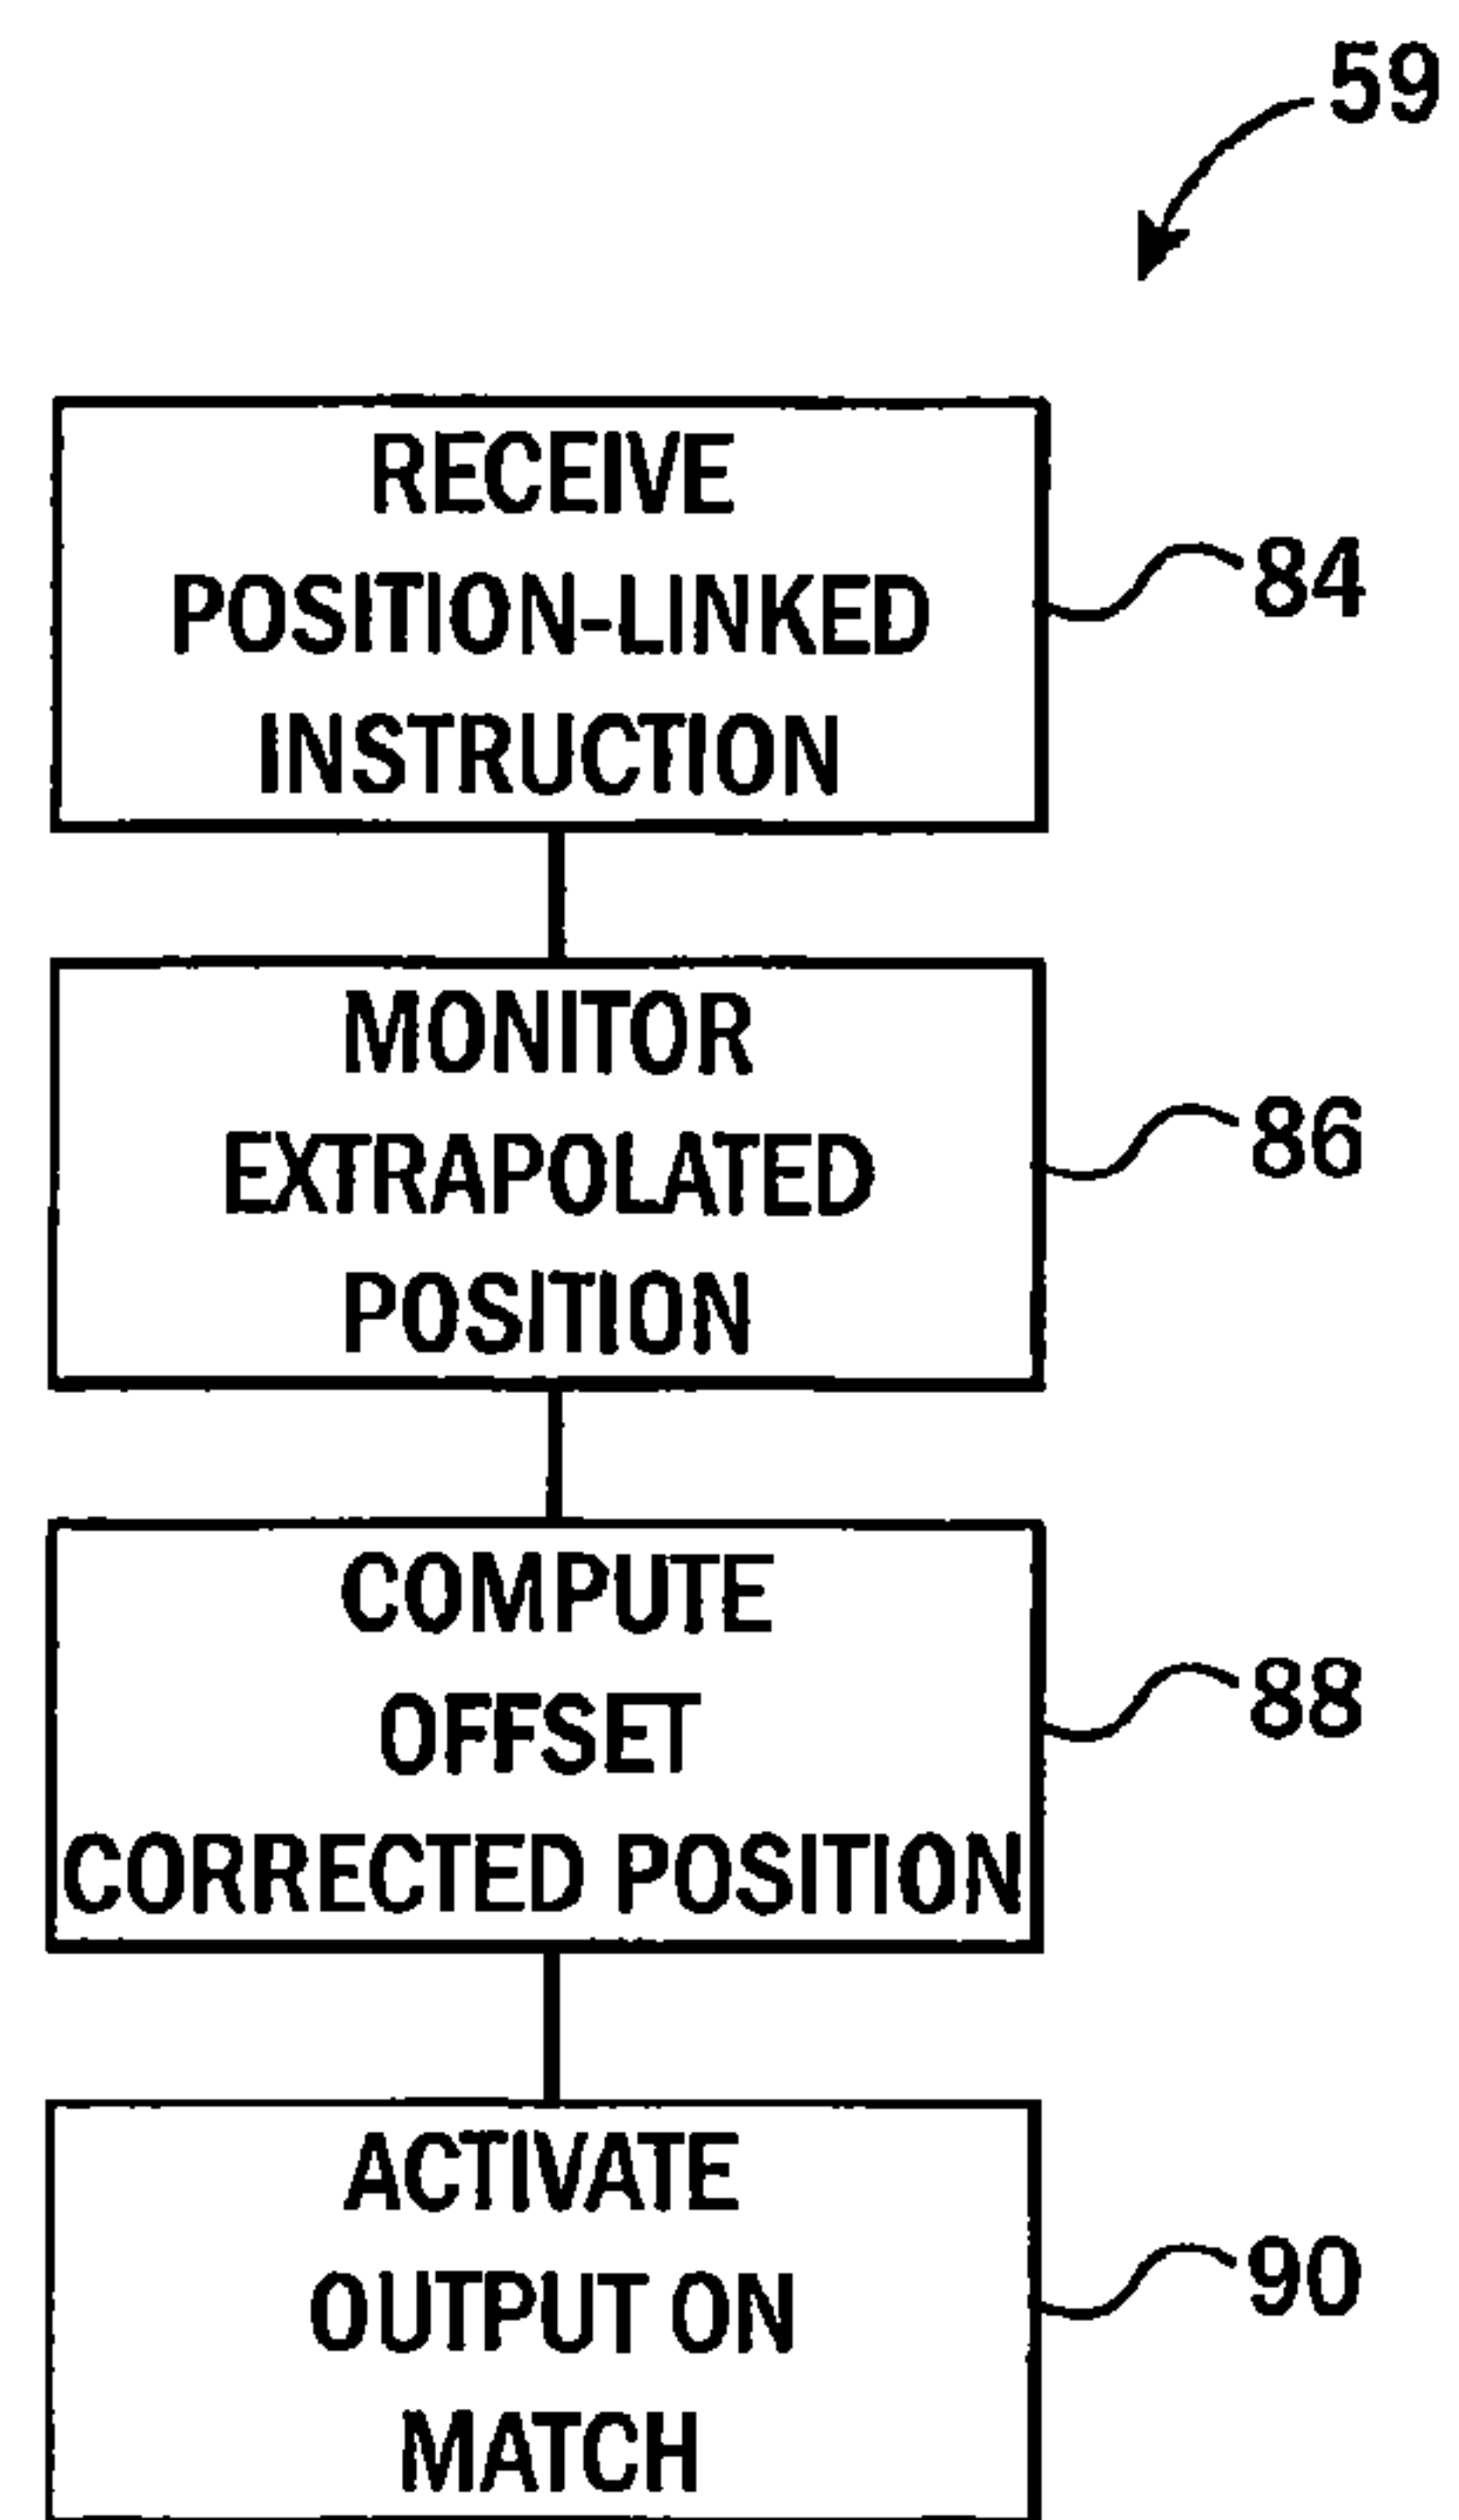 59
RECEIVE
POSITION-LINKED
INSTRUCTION
84
MONITOR
EXTRAPOLATED
POSITION
86
COMPUTE
OFFSET
CORRECTED POSITION
88
ACTIVATE
OUTPUT ON
MATCH
90